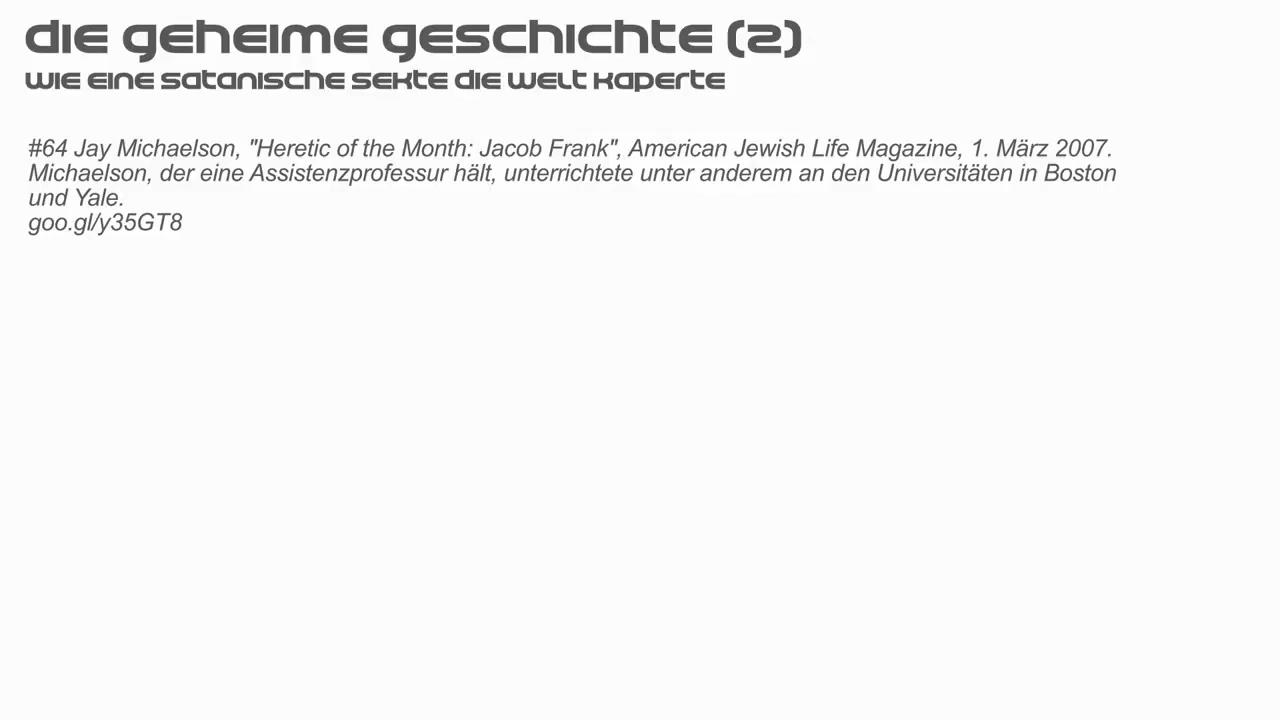 DIE GEHEIME GESCHICHTE (2)
WIE EINE SATANISCHE SEKTE DIE WELT KAPERTE
#64 Jay Michaelson, "Heretic of the Month: Jacob Frank", American Jewish Life Magazine, 1. März 2007.
Michaelson, der eine Assistenzprofessur hält, unterrichtete unter anderem an den Universitäten in Boston
und Yale.
goo.gl/y35GT8